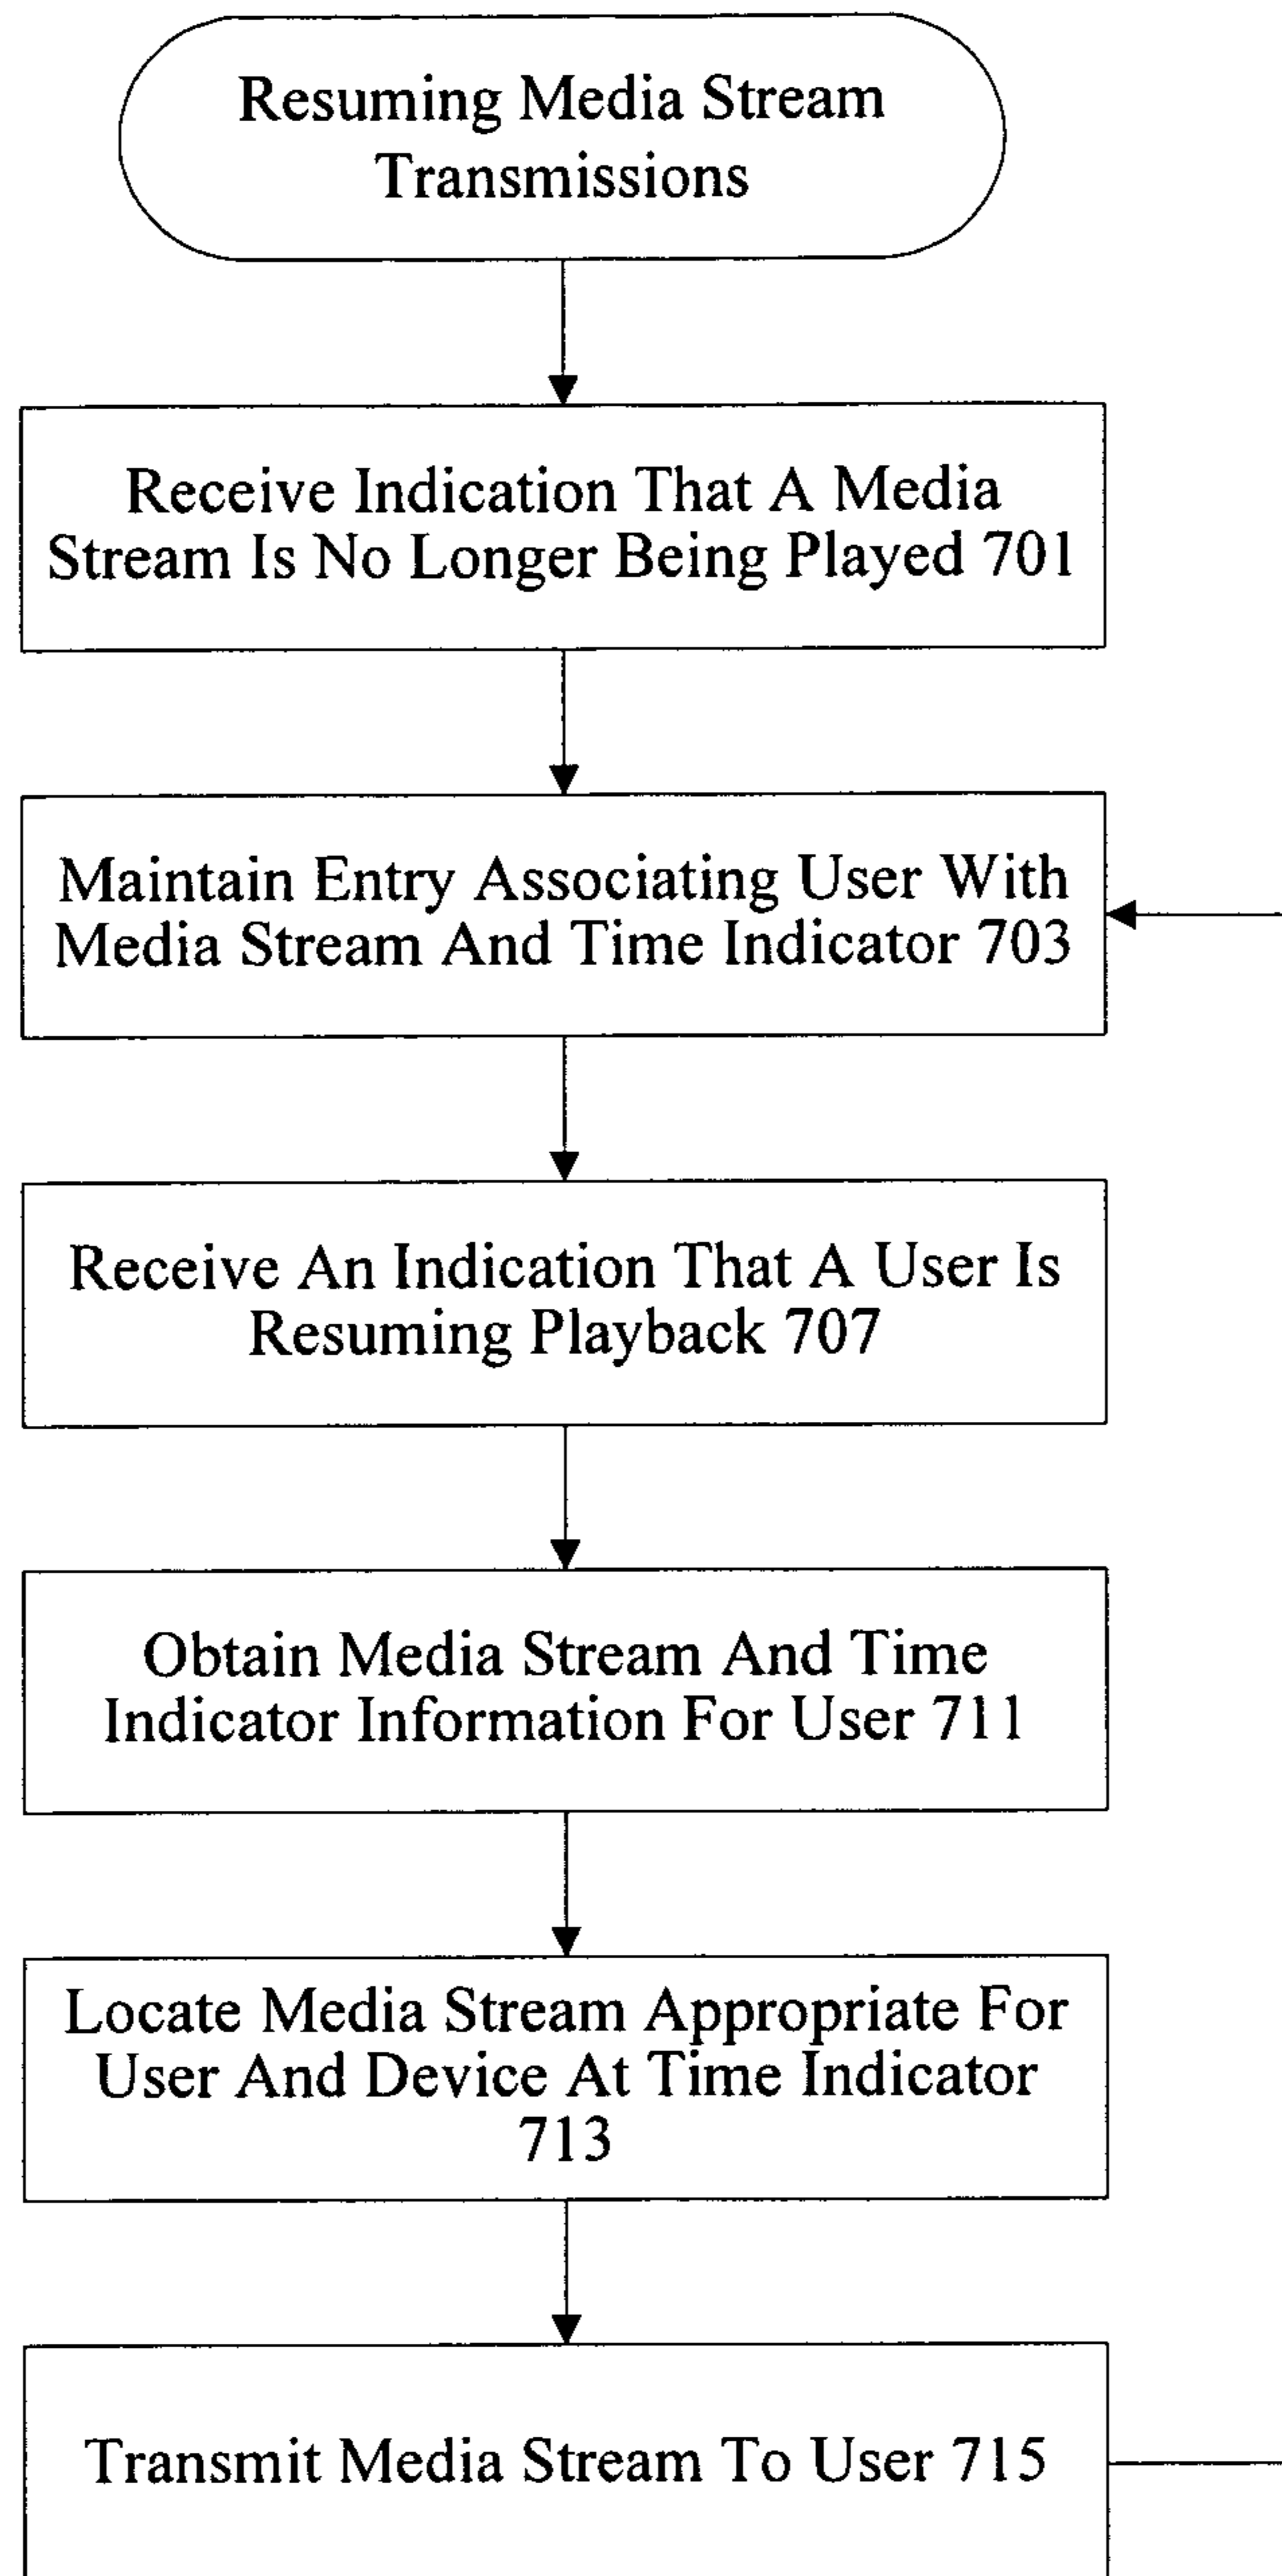 Resuming Media Stream
Transmissions
Receive Indication That A Media
Stream Is No Longer Being Played 701
Maintain Entry Associating User With
Media Stream And Time Indicator 703
Receive An Indication That A User Is
Resuming Playback 707
Obtain Media Stream And Time
Indicator Information For User 711
Locate Media Stream Appropriate For
User And Device At Time Indicator
713
Transmit Media Stream To User 715